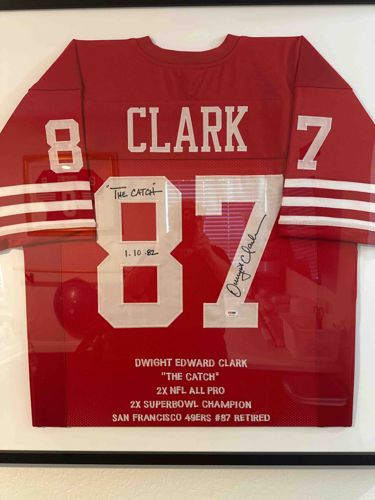 CLARK
8 7
"THE CATCH"
87
1.10.82
Dwight Clark
DWIGHT EDWARD CLARK
"THE CATCH"
2X NFL ALL PRO
2X SUPERBOWL CHAMPION
SAN FRANCISCO 49ERS #87 RETIRED